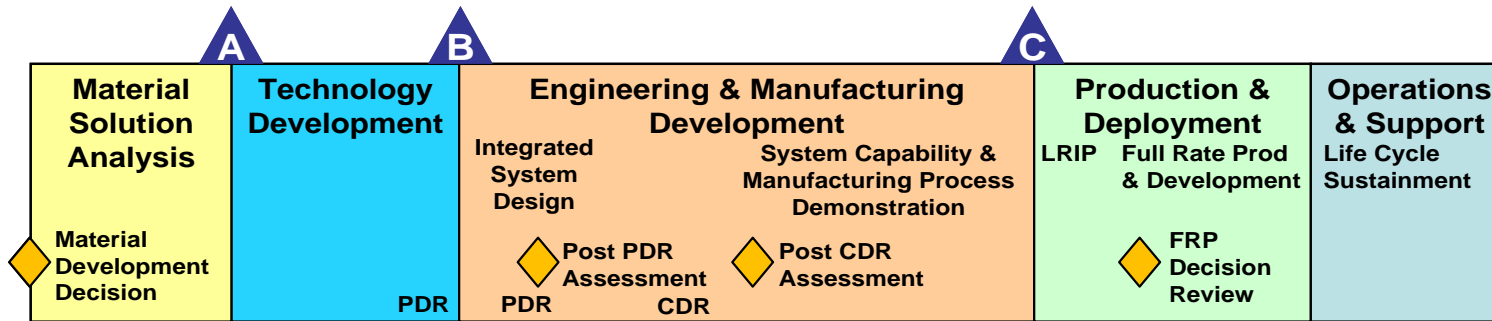 A
B
C
Material
Solution
Analysis
Technology
Development
Engineering & Manufacturing
Development
Production &
Deployment
Operations
& Support
Integrated
System
Design
System Capability &
Manufacturing Process
Demonstration
LRIP
Full Rate Prod
& Development
Life Cycle
Sustainment
Material
Development
Decision
PDR
Post PDR
Assessment
PDR
CDR
Post CDR
Assessment
FRP
Decision
Review